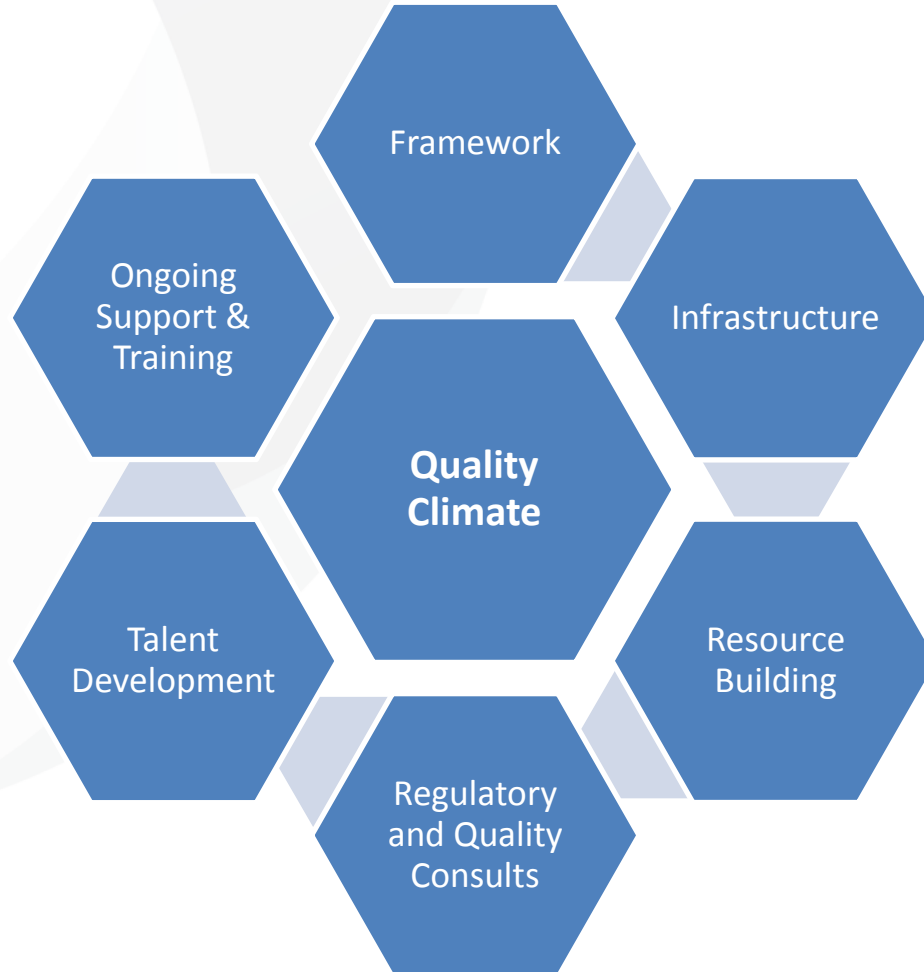 Framework
Ongoing
Support &
Training
Infrastructure
Quality
Climate
Talent
Development
Resource
Building
Regulatory
and Quality
Consults